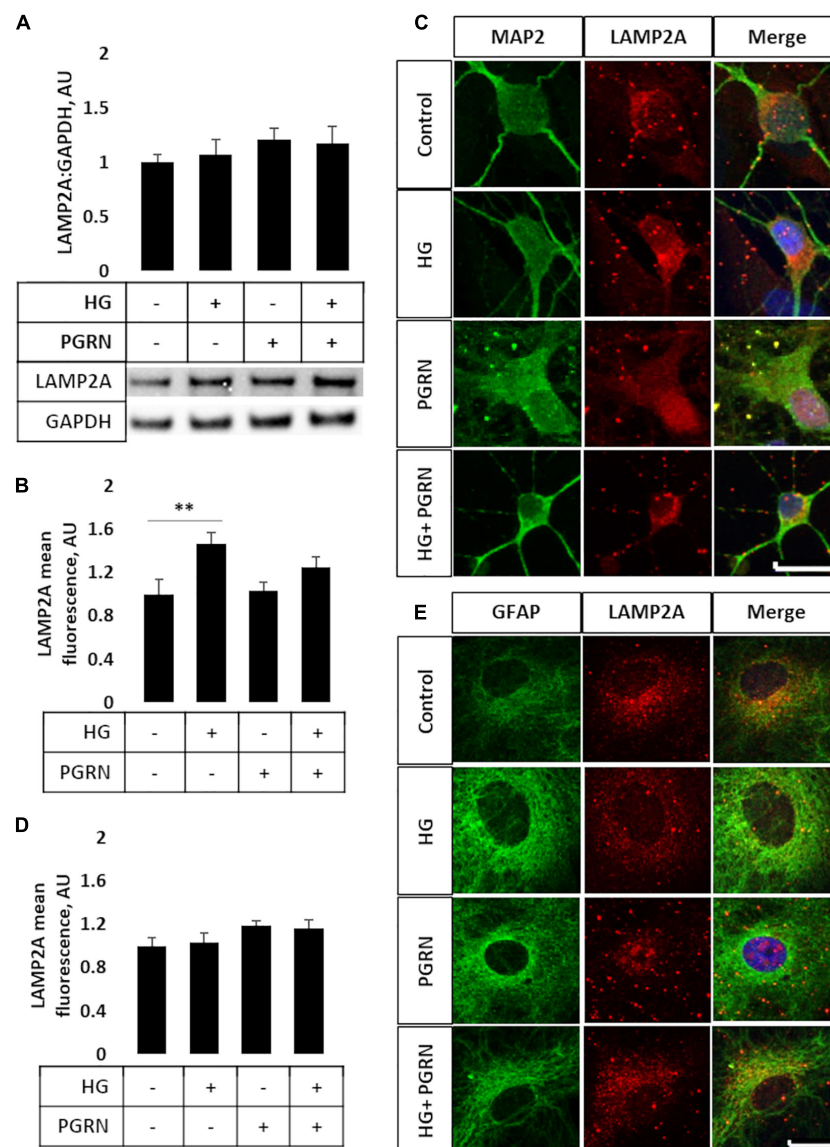 A
LAMP2A:GAPDH, AU
2
1.5
1
0.5
0
HG - + - +
PGRN - - + +
LAMP2A
GAPDH
B
LAMP2A mean
fluorescence, AU
2
1.6
1.2
0.8
0.4
0
**
HG - + - +
PGRN - - + +
D
LAMP2A mean
fluorescence, AU
2
1.6
1.2
0.8
0.4
0
HG - + - +
PGRN - - + +
C
MAP2 LAMP2A Merge
Control
HG
PGRN
HG+ PGRN
E
GFAP LAMP2A Merge
Control
HG
PGRN
HG+ PGRN